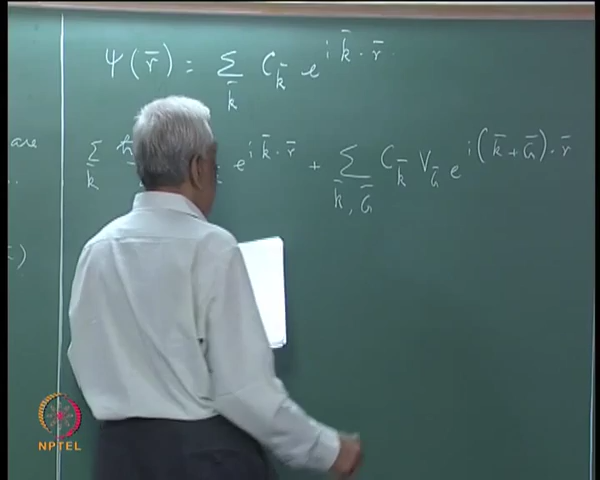 are
ψ(r̄) = Σ_k̄ C_k̄ e^{i k̄·r̄}
Σ_k̄ ħ e^{i k̄·r̄} + Σ_{k̄, Ḡ} C_k̄ V_Ḡ e^{i(k̄+Ḡ)·r̄}
)
NPTEL